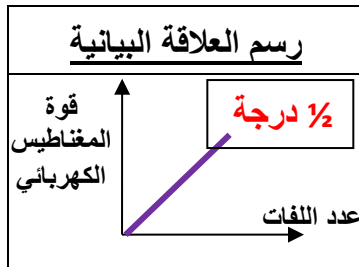 رسم العلاقة البيانية
قوة
المغناطيس
الكهربائي
½ درجة
عدد اللفات